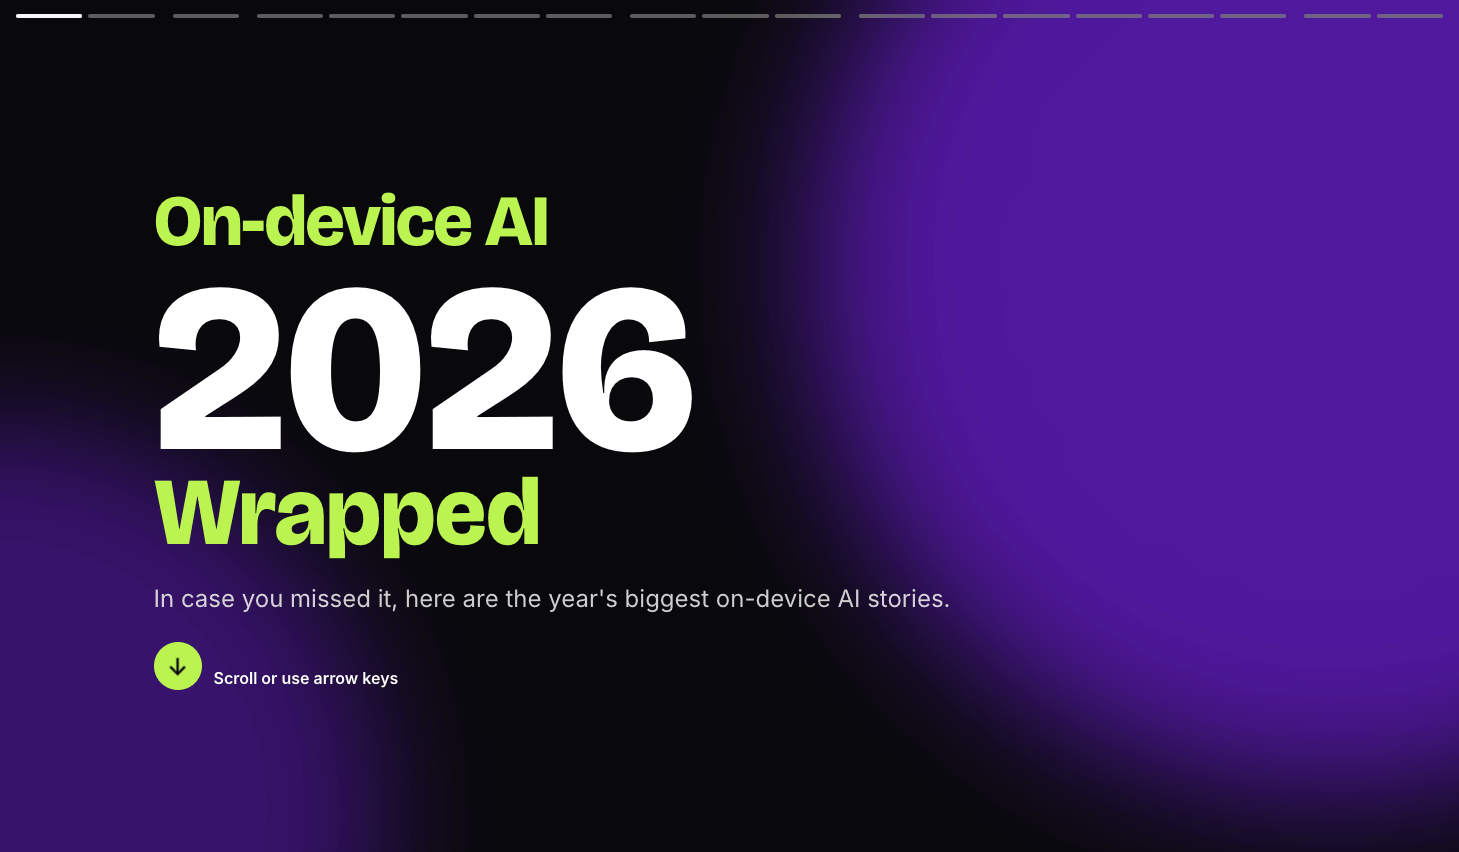 On-device AI
2026
Wrapped
In case you missed it, here are the year's biggest on-device AI stories.
Scroll or use arrow keys